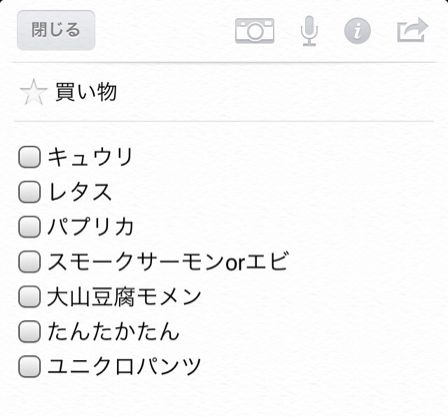 閉じる
買い物
キュウリ
レタス
パプリカ
スモークサーモンorエビ
大山豆腐モメン
たんたかたん
ユニクロパンツ